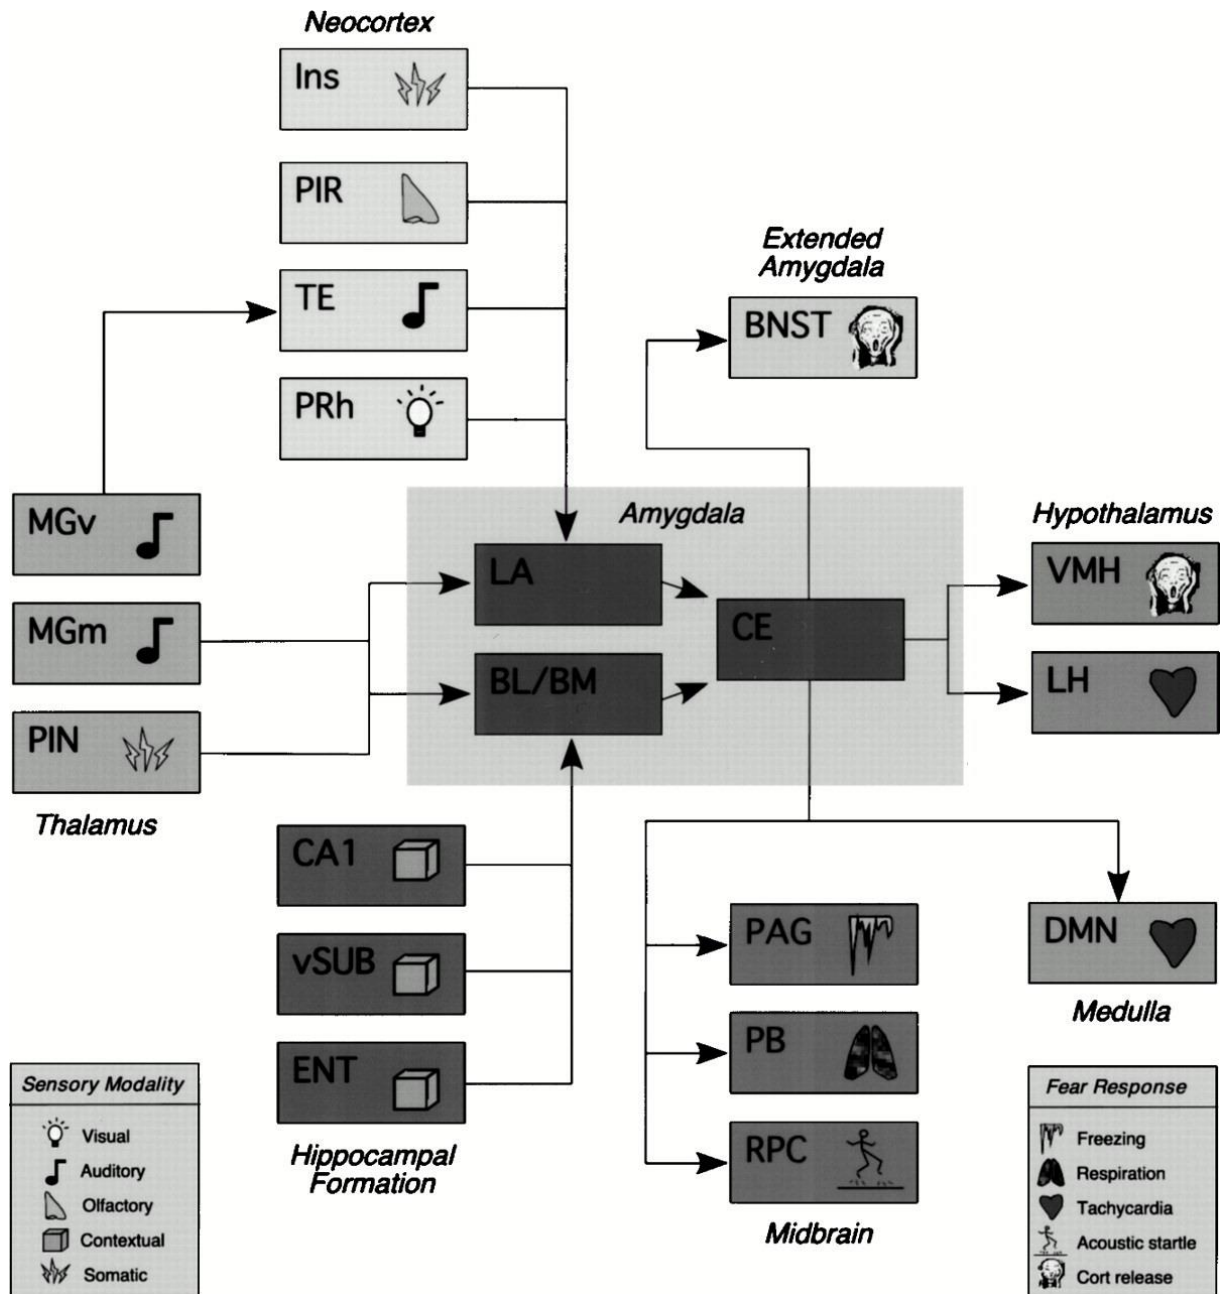 Neocortex
Ins
PIR
TE
PRh
Extended
Amygdala
BNST
MGv
MGm
PIN
Thalamus
Amygdala
LA
BL/BM
CE
Hypothalamus
VMH
LH
CA1
vSUB
ENT
Hippocampal
Formation
PAG
PB
RPC
Midbrain
DMN
Medulla
Sensory Modality
Visual
Auditory
Olfactory
Contextual
Somatic
Fear Response
Freezing
Respiration
Tachycardia
Acoustic startle
Cort release